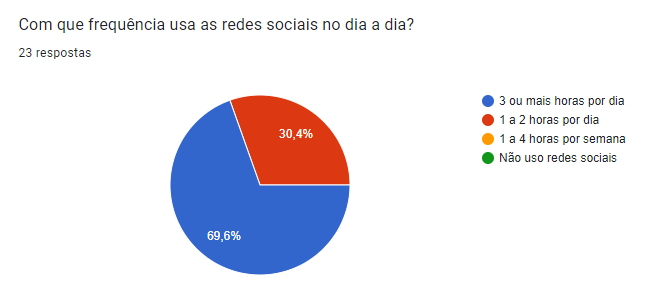 Com que frequência usa as redes sociais no dia a dia?
23 respostas
3 ou mais horas por dia
1 a 2 horas por dia
1 a 4 horas por semana
Não uso redes sociais
30,4%
69,6%